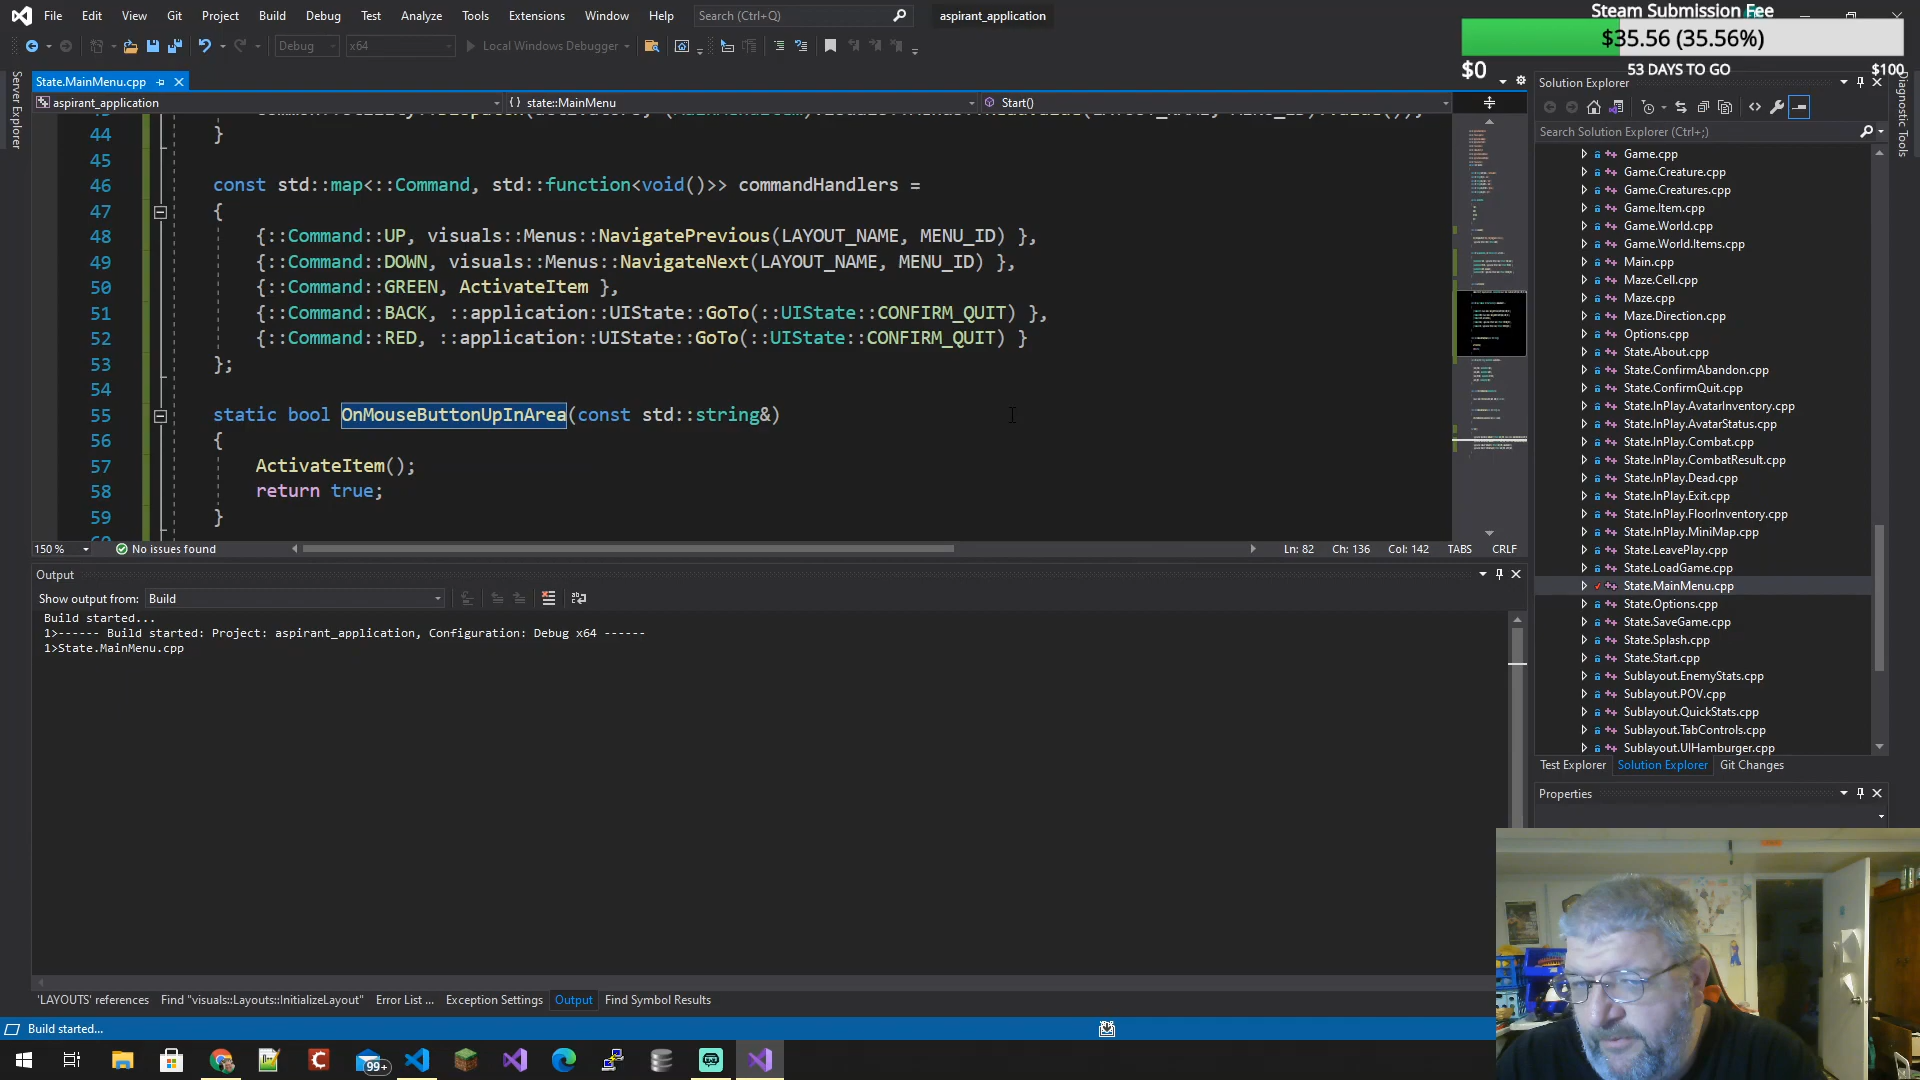 File Edit View Git Project Build Debug Test Analyze Tools Extensions Window Help Search (Ctrl+Q) aspirant_application
Steam Submission Fee
$35.56 (35.56%)
$0 53 DAYS TO GO $100
Debug x64 Local Windows Debugger
Server Explorer
Diagnostic Tools
State.MainMenu.cpp
aspirant_application {} state::MainMenu Start()
44 }
45
46 const std::map<::Command, std::function<void()>> commandHandlers =
47 {
48 {::Command::UP, visuals::Menus::NavigatePrevious(LAYOUT_NAME, MENU_ID) },
49 {::Command::DOWN, visuals::Menus::NavigateNext(LAYOUT_NAME, MENU_ID) },
50 {::Command::GREEN, ActivateItem },
51 {::Command::BACK, ::application::UIState::GoTo(::UIState::CONFIRM_QUIT) },
52 {::Command::RED, ::application::UIState::GoTo(::UIState::CONFIRM_QUIT) }
53 };
54
55 static bool OnMouseButtonUpInArea(const std::string&)
56 {
57 ActivateItem();
58 return true;
59 }
150 % No issues found Ln: 82 Ch: 136 Col: 142 TABS CRLF
Output
Show output from: Build
Build started...
1>------ Build started: Project: aspirant_application, Configuration: Debug x64 ------
1>State.MainMenu.cpp
'LAYOUTS' references Find "visuals::Layouts::InitializeLayout" Error List ... Exception Settings Output Find Symbol Results
Build started...
99+
Solution Explorer
Search Solution Explorer (Ctrl+;)
Game.cpp
Game.Creature.cpp
Game.Creatures.cpp
Game.Item.cpp
Game.World.cpp
Game.World.Items.cpp
Main.cpp
Maze.Cell.cpp
Maze.cpp
Maze.Direction.cpp
Options.cpp
State.About.cpp
State.ConfirmAbandon.cpp
State.ConfirmQuit.cpp
State.InPlay.AvatarInventory.cpp
State.InPlay.AvatarStatus.cpp
State.InPlay.Combat.cpp
State.InPlay.CombatResult.cpp
State.InPlay.Dead.cpp
State.InPlay.Exit.cpp
State.InPlay.FloorInventory.cpp
State.InPlay.MiniMap.cpp
State.LeavePlay.cpp
State.LoadGame.cpp
State.MainMenu.cpp
State.Options.cpp
State.SaveGame.cpp
State.Splash.cpp
State.Start.cpp
Sublayout.EnemyStats.cpp
Sublayout.POV.cpp
Sublayout.QuickStats.cpp
Sublayout.TabControls.cpp
Sublayout.UIHamburger.cpp
Test Explorer Solution Explorer Git Changes
Properties